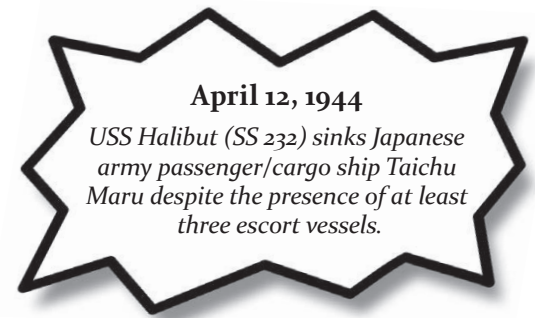 April 12, 1944
USS Halibut (SS 232) sinks Japanese
army passenger/cargo ship Taichu
Maru despite the presence of at least
three escort vessels.